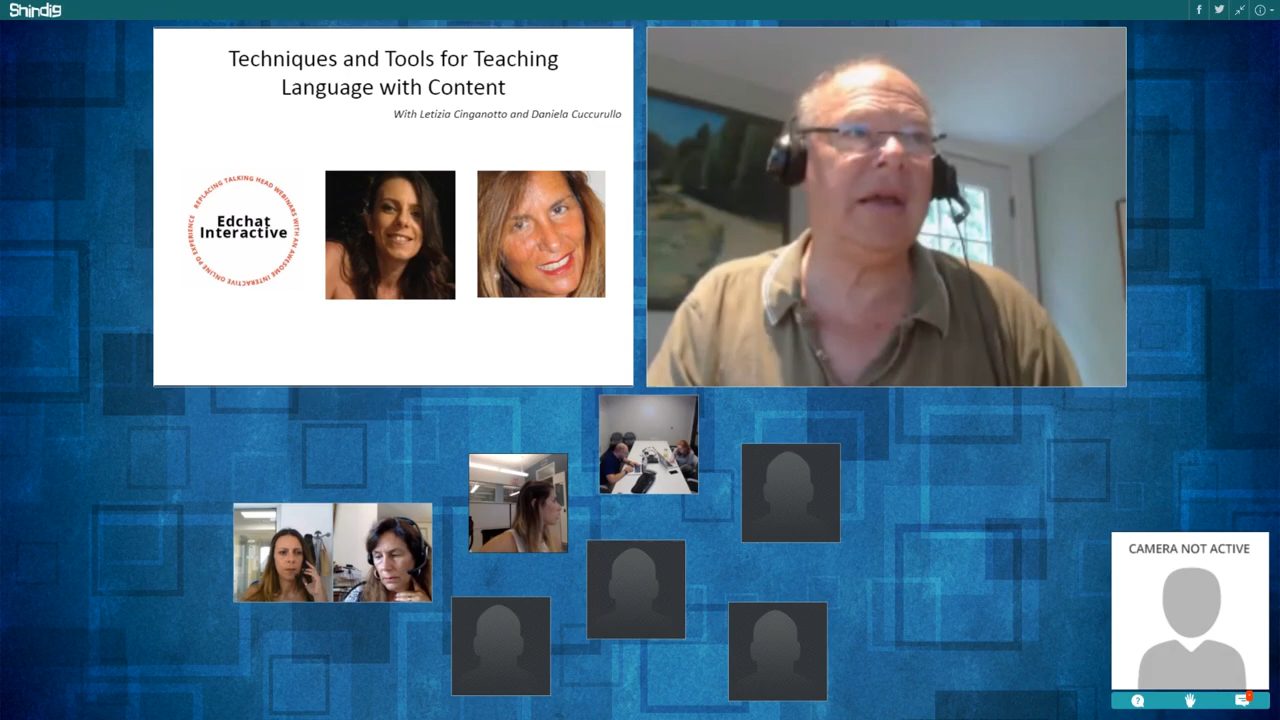 Shindig
Techniques and Tools for Teaching
Language with Content
With Letizia Cinganotto and Daniela Cuccurullo
REPLACING TALKING HEAD WEBINARS WITH AN AWESOME INTERACTIVE ONLINE PD EXPERIENCE
Edchat
Interactive
CAMERA NOT ACTIVE